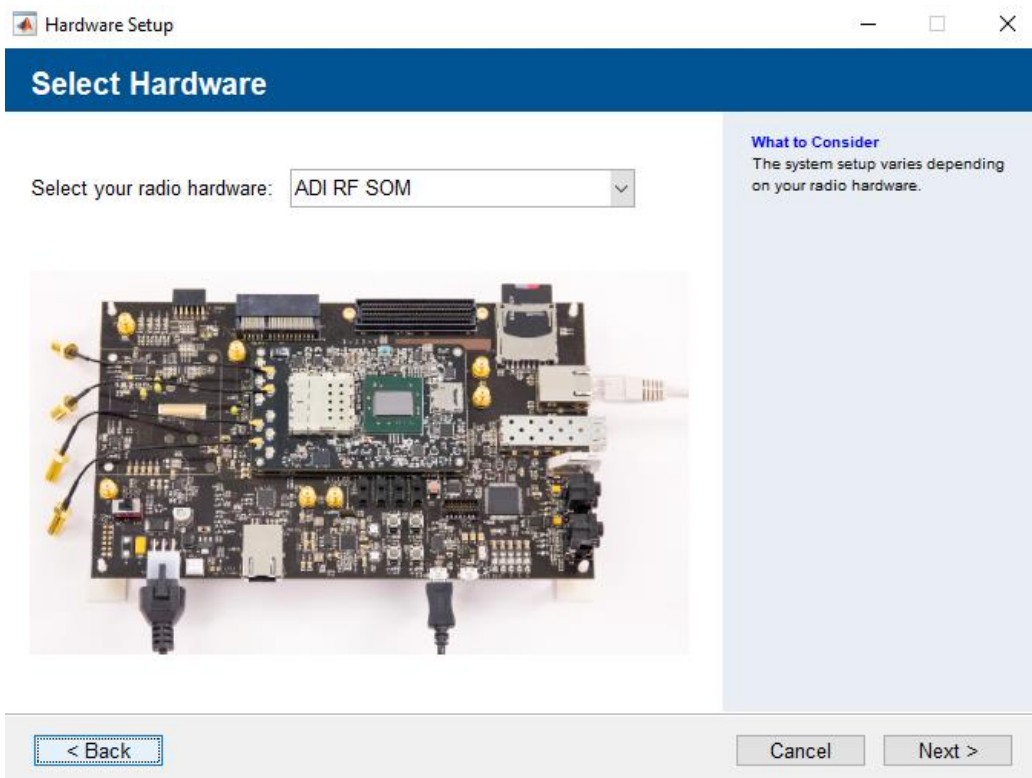 Hardware Setup
Select Hardware
Select your radio hardware: ADI RF SOM
What to Consider
The system setup varies depending
on your radio hardware.
< Back
Cancel
Next >